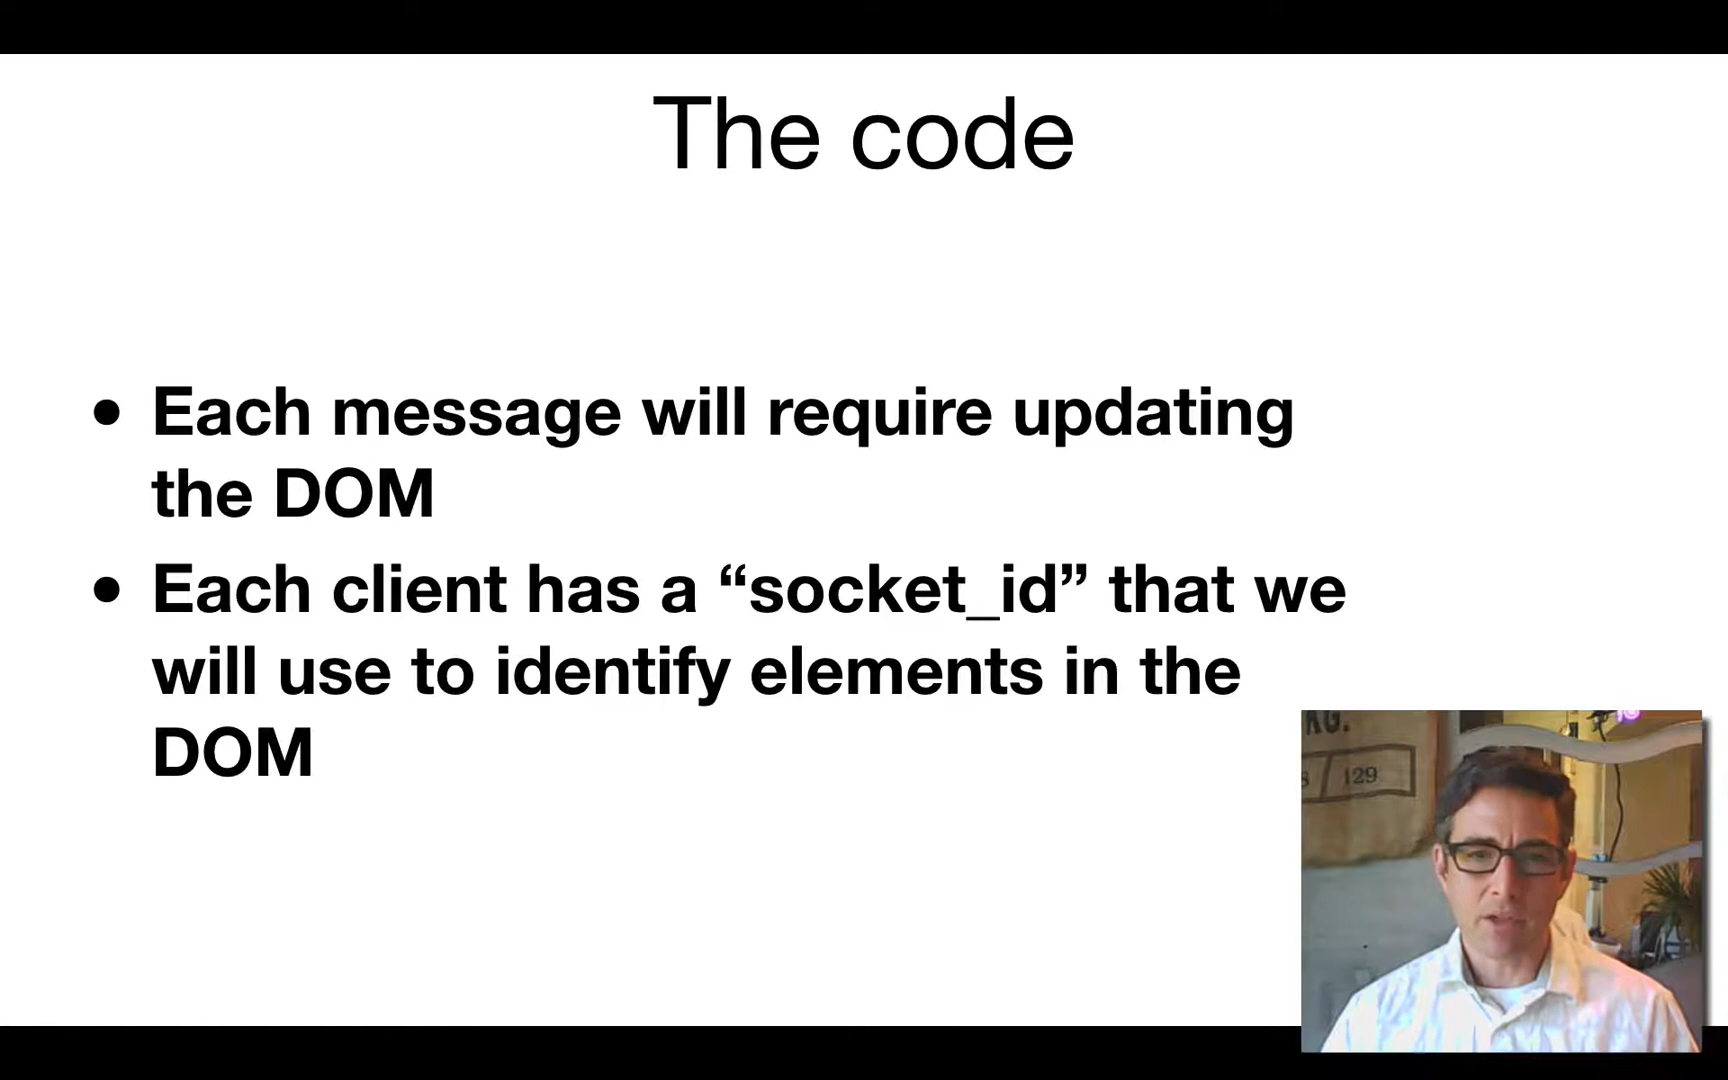 The code
• Each message will require updating
the DOM
• Each client has a “socket_id” that we
will use to identify elements in the
DOM
129